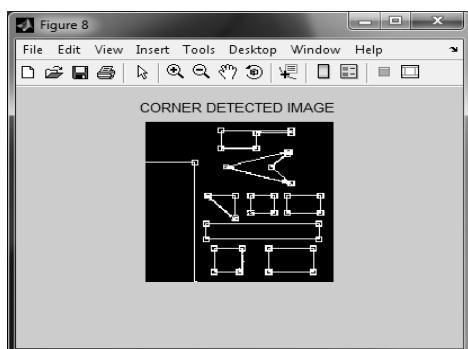 Figure 8
File Edit View Insert Tools Desktop Window Help
CORNER DETECTED IMAGE